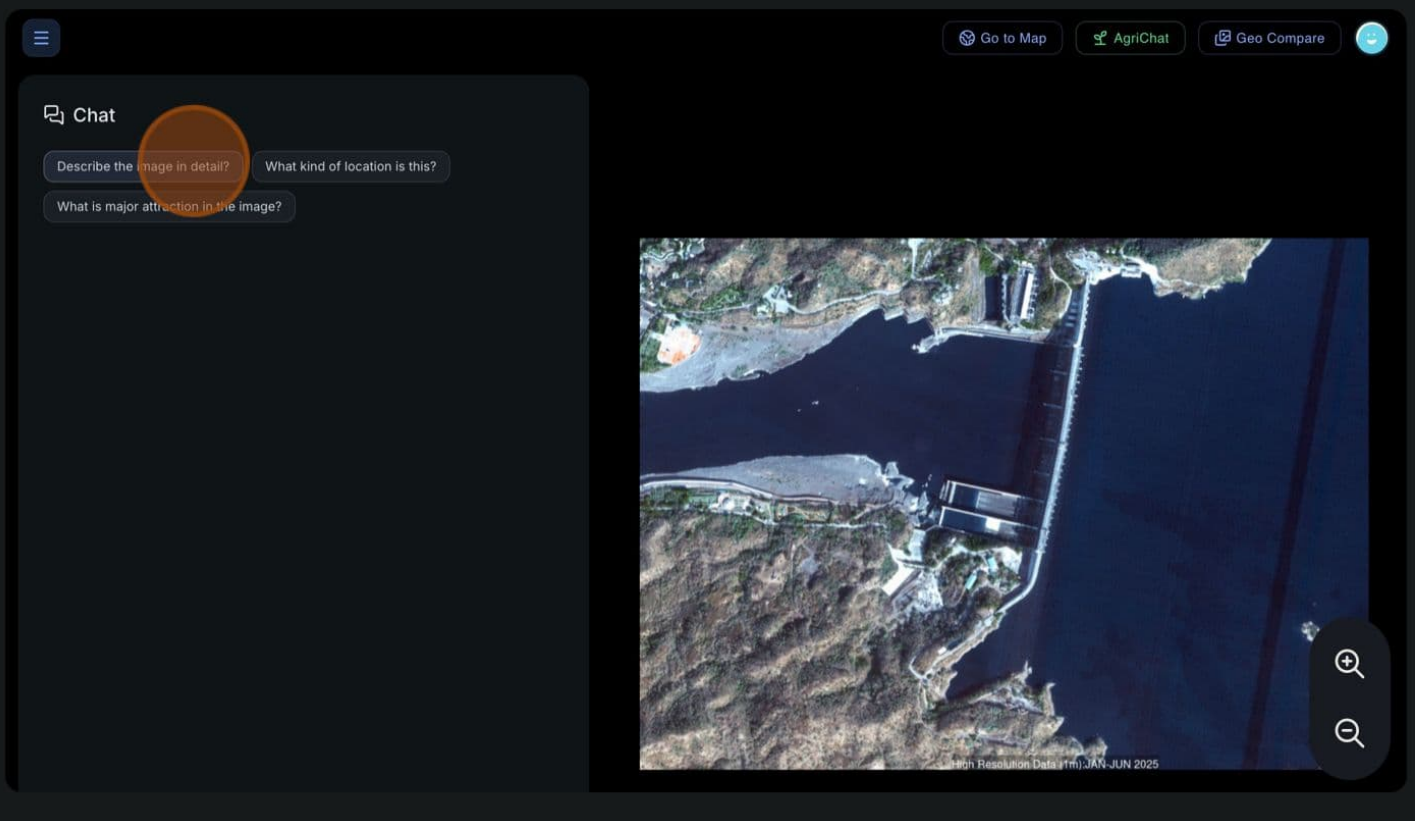 Go to Map
AgriChat
Geo Compare
Chat
Describe the image in detail?
What kind of location is this?
What is major attraction in the image?
High Resolution Data (1m):JAN-JUN 2025